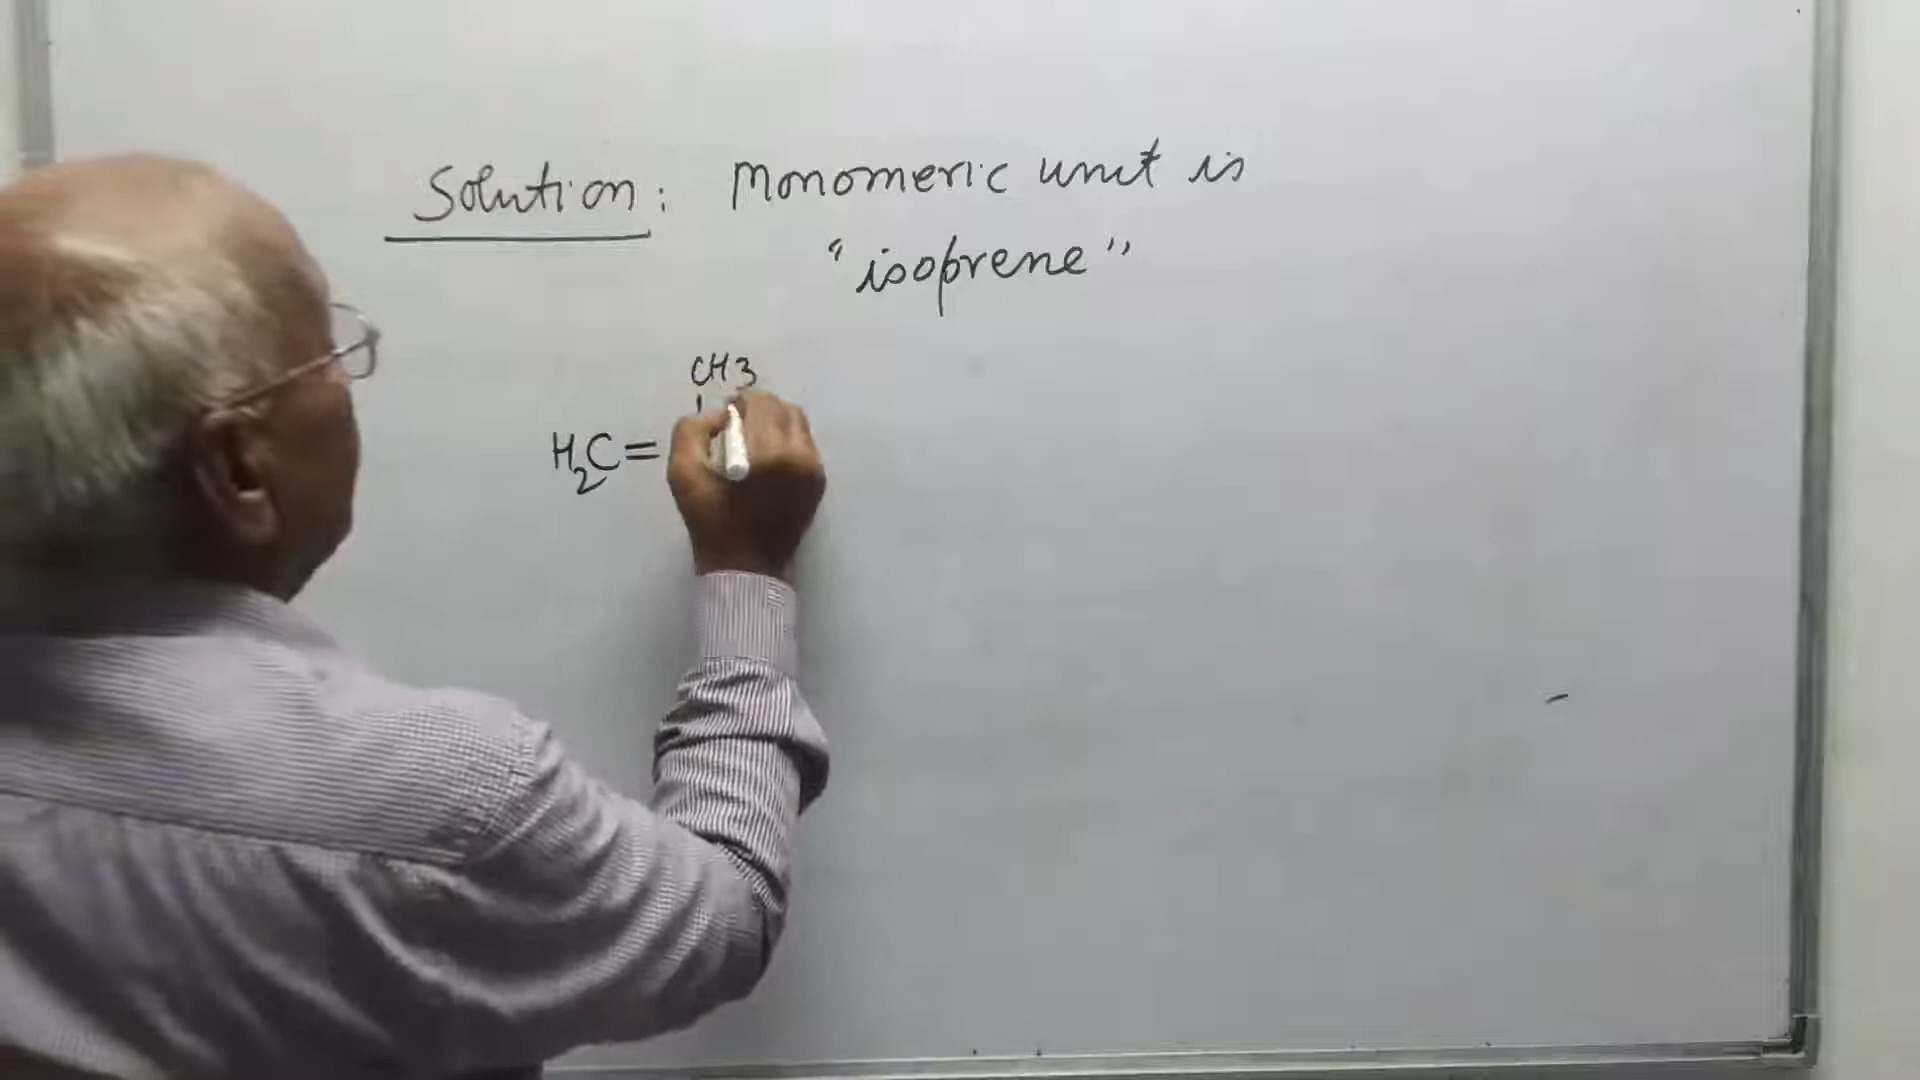 Solution: Monomeric unit is
"isoprene"
CH3
H2C=